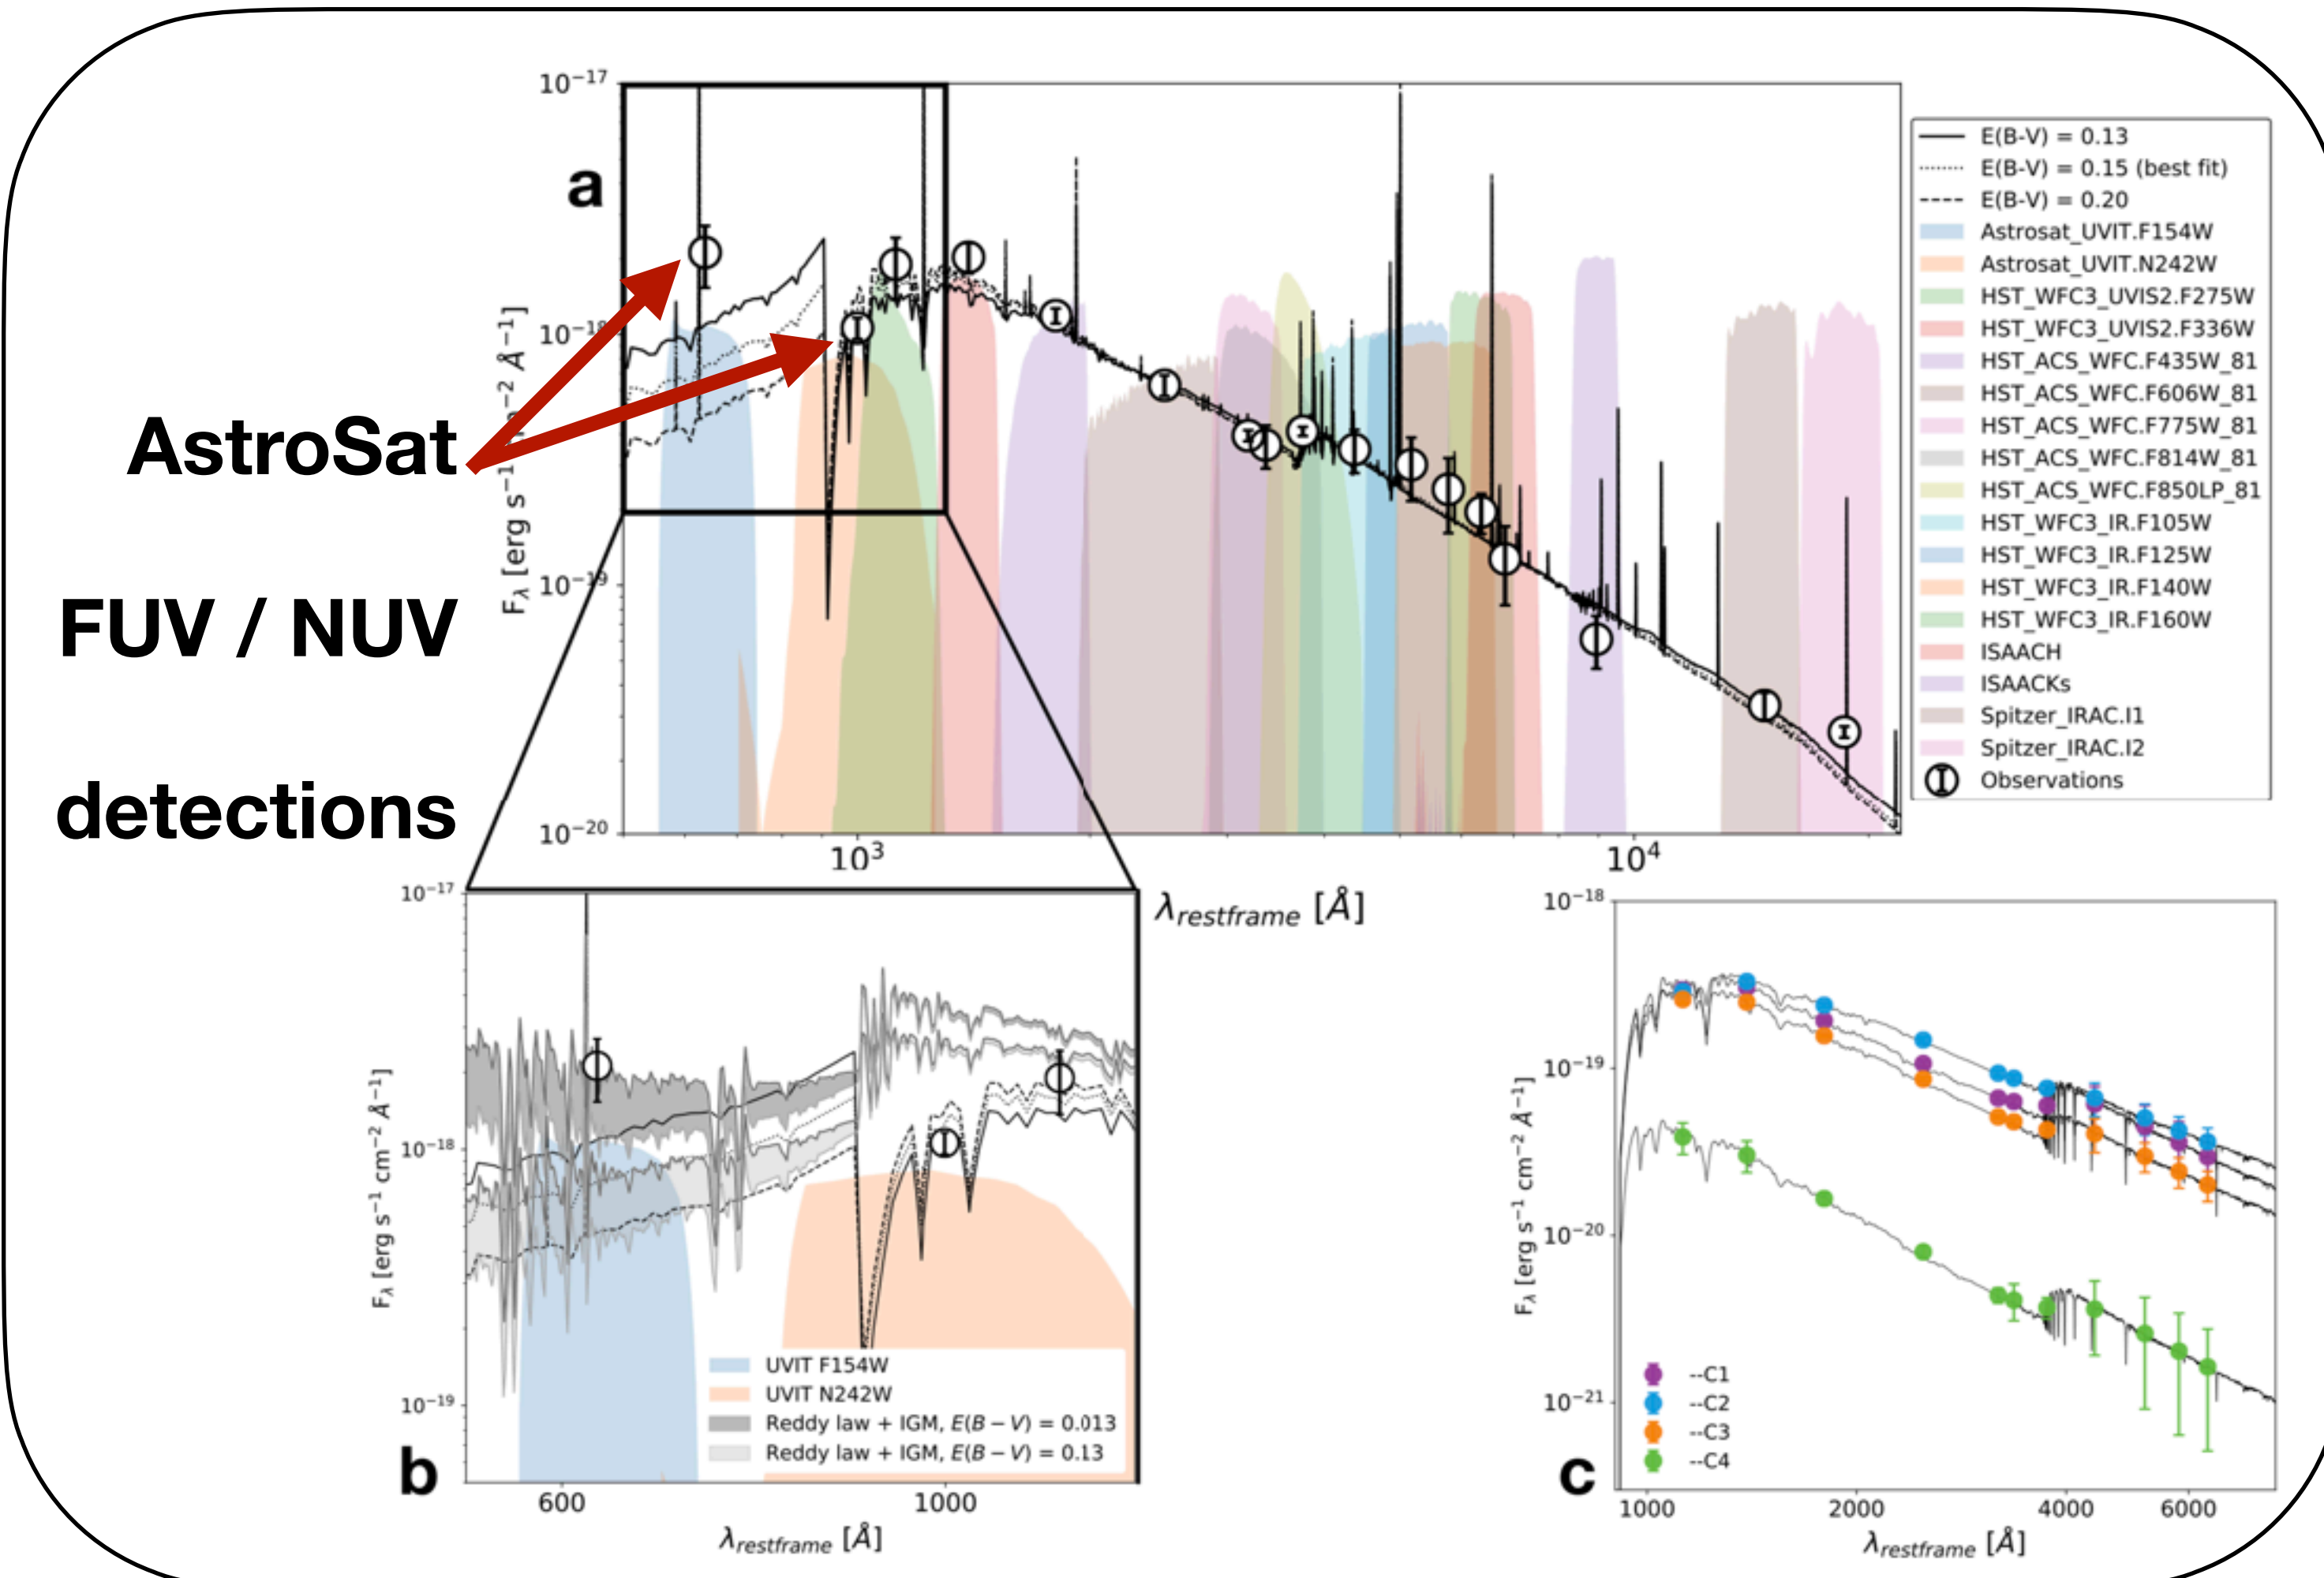 AstroSat
FUV / NUV
detections
a
10⁻¹⁷
10⁻¹⁸
10⁻¹⁹
10⁻²⁰
10³
10⁴
λrestframe [Å]
E(B-V) = 0.13
E(B-V) = 0.15 (best fit)
E(B-V) = 0.20
Astrosat_UVIT.F154W
Astrosat_UVIT.N242W
HST_WFC3_UVIS2.F275W
HST_WFC3_UVIS2.F336W
HST_ACS_WFC.F435W_81
HST_ACS_WFC.F606W_81
HST_ACS_WFC.F775W_81
HST_ACS_WFC.F814W_81
HST_ACS_WFC.F850LP_81
HST_WFC3_IR.F105W
HST_WFC3_IR.F125W
HST_WFC3_IR.F140W
HST_WFC3_IR.F160W
ISAACH
ISAACKs
Spitzer_IRAC.I1
Spitzer_IRAC.I2
Observations
b
Fλ [erg s⁻¹ cm⁻² Å⁻¹]
10⁻¹⁷
10⁻¹⁸
10⁻¹⁹
UVIT F154W
UVIT N242W
Reddy law + IGM, E(B − V) = 0.013
Reddy law + IGM, E(B − V) = 0.13
600
1000
λrestframe [Å]
c
Fλ [erg s⁻¹ cm⁻² Å⁻¹]
10⁻¹⁸
10⁻¹⁹
10⁻²⁰
10⁻²¹
--C1
--C2
--C3
--C4
1000
2000
4000
6000
λrestframe [Å]